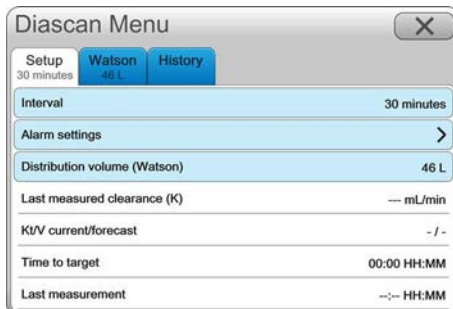 Diascan Menu
Setup Watson History
30 minutes 46 L
Interval 30 minutes
Alarm settings
Distribution volume (Watson) 46 L
Last measured clearance (K) --- mL/min
Kt/V current/forecast - / -
Time to target 00:00 HH:MM
Last measurement --:-- HH:MM